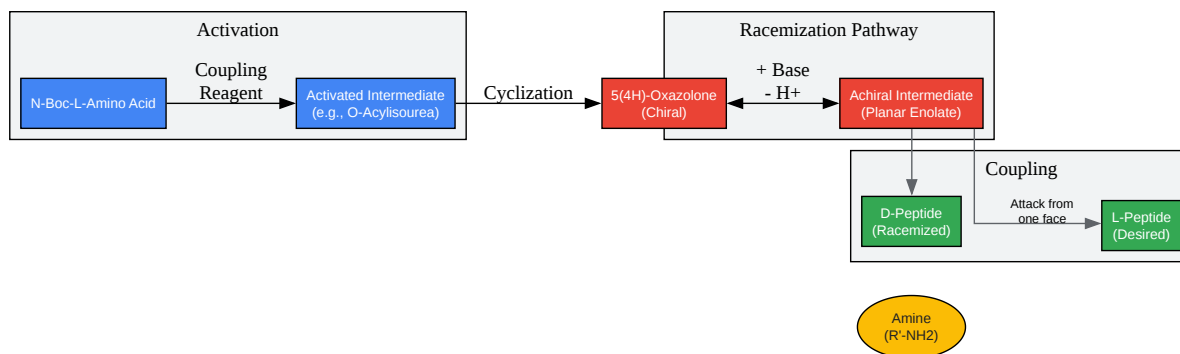 Activation
N-Boc-L-Amino Acid
Coupling
Reagent
Activated Intermediate
(e.g., O-Acylisourea)
Cyclization
Racemization Pathway
5(4H)-Oxazolone
(Chiral)
+ Base
- H+
Achiral Intermediate
(Planar Enolate)
Coupling
D-Peptide
(Racemized)
Attack from
one face
L-Peptide
(Desired)
Amine
(R'-NH2)